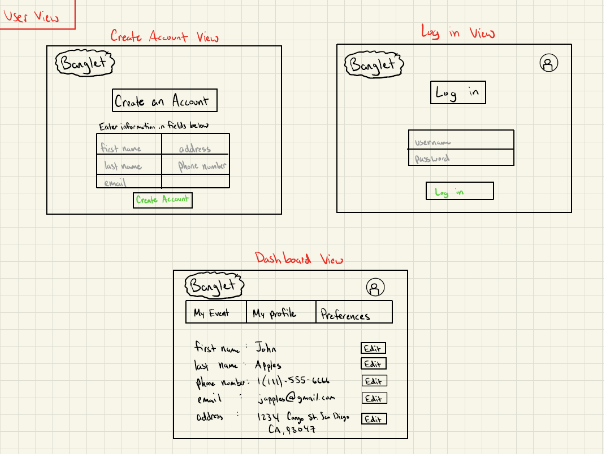 User View
Create Account View
Banglet
Create an Account
Enter information in fields below
first name address
last name phone number
email
Create Account
Log in View
Banglet
Log in
username
password
Log in
Dashboard View
Banglet
My Event My profile Preferences
first name : John Edit
last name : Apples Edit
phone number: 1(111)-555-6666 Edit
email : japples@gmail.com Edit
address : 1234 St. San Diego Edit
CA, 93047